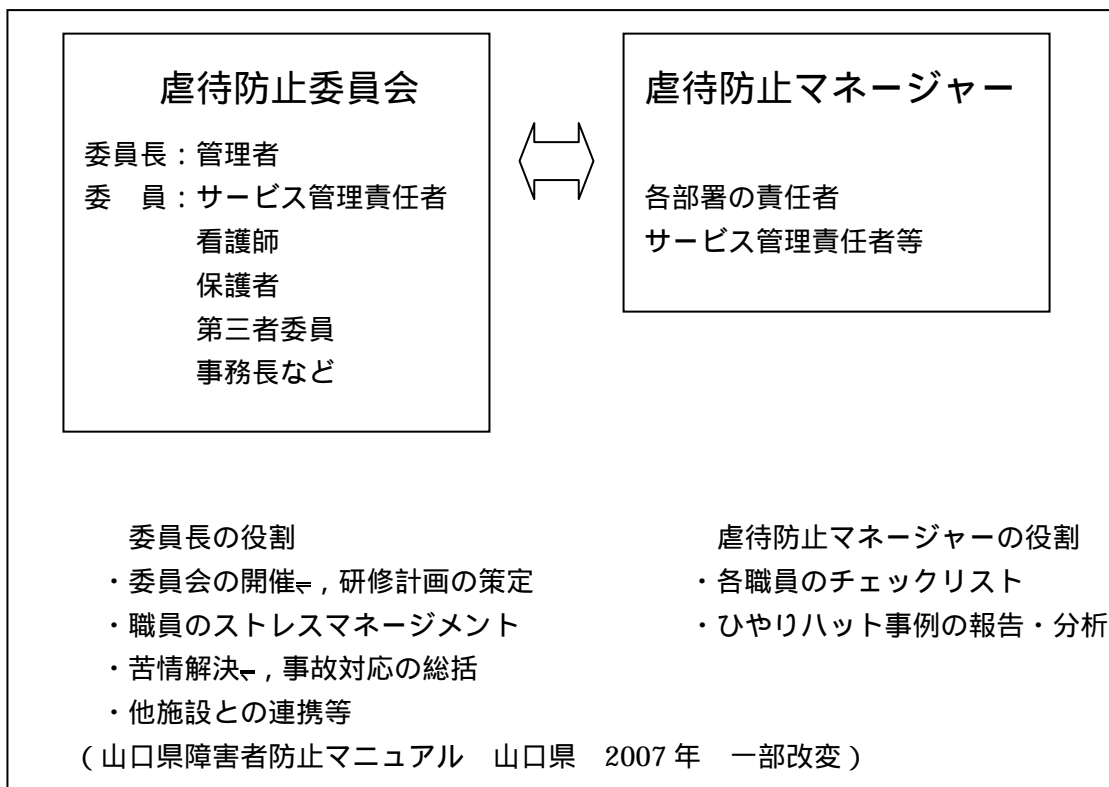 虐待防止委員会
委員長：管理者
委　員：サービス管理責任者
看護師
保護者
第三者委員
事務長など
虐待防止マネージャー
各部署の責任者
サービス管理責任者等
委員長の役割
・委員会の開催、，研修計画の策定
・職員のストレスマネージメント
・苦情解決、，事故対応の総括
・他施設との連携等
虐待防止マネージャーの役割
・各職員のチェックリスト
・ひやりハット事例の報告・分析
（山口県障害者防止マニュアル　山口県　2007年　一部改変）